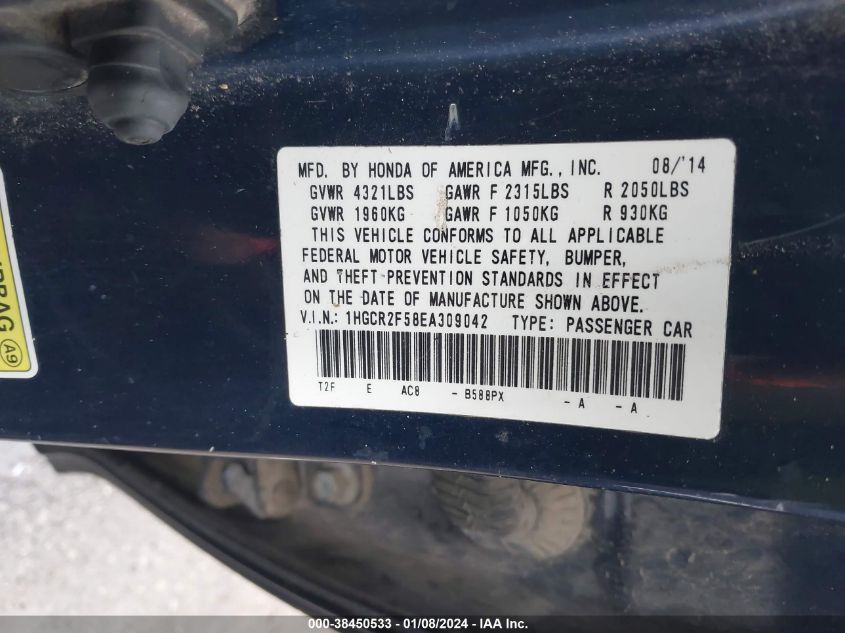 MFD. BY HONDA OF AMERICA MFG., INC. 08/'14
GVWR 4321LBS GAWR F 2315LBS R 2050LBS
GVWR 1960KG GAWR F 1050KG R 930KG
THIS VEHICLE CONFORMS TO ALL APPLICABLE
FEDERAL MOTOR VEHICLE SAFETY, BUMPER,
AND THEFT-PREVENTION STANDARDS IN EFFECT
ON THE DATE OF MANUFACTURE SHOWN ABOVE.
V.I.N.: 1HGCR2F58EA309042 TYPE: PASSENGER CAR
T2F E AC8 - B588PX - A - A
A9
000-38450533 - 01/08/2024 - IAA Inc.